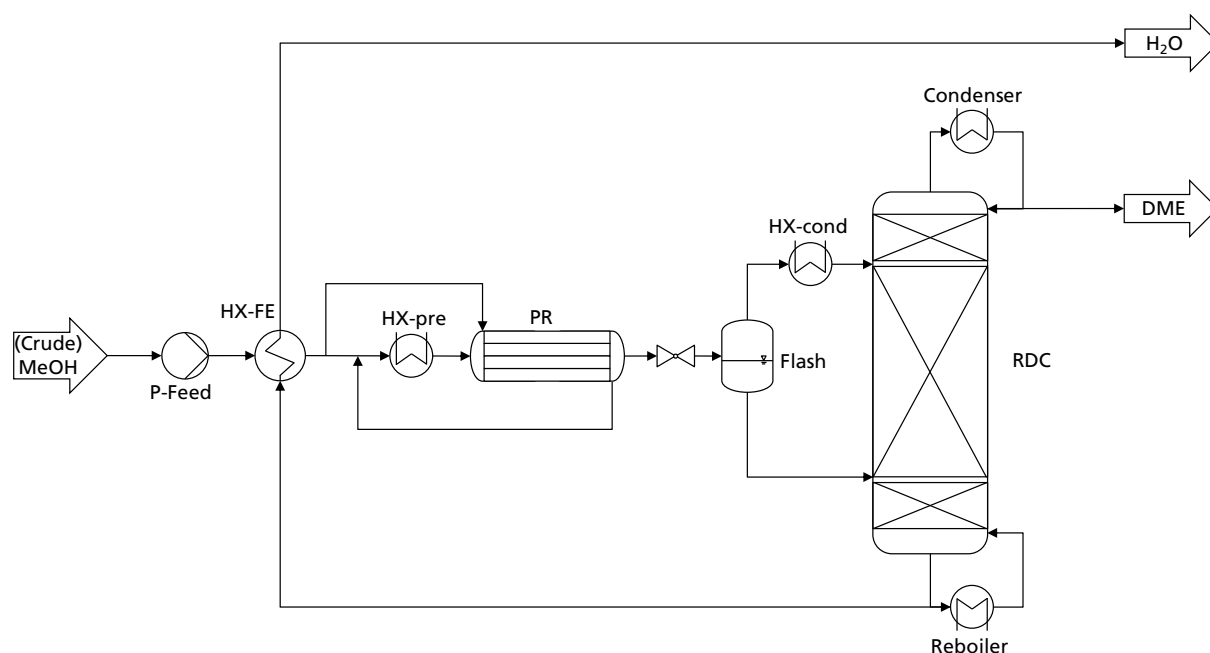 H₂O
Condenser
DME
HX-cond
HX-FE
HX-pre
PR
(Crude)
MeOH
P-Feed
Flash
RDC
Reboiler